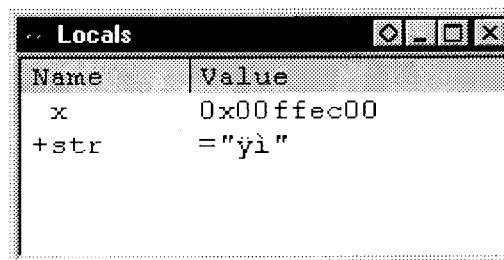 Locals
Name Value
x 0x00ffec00
+str ="ÿì"